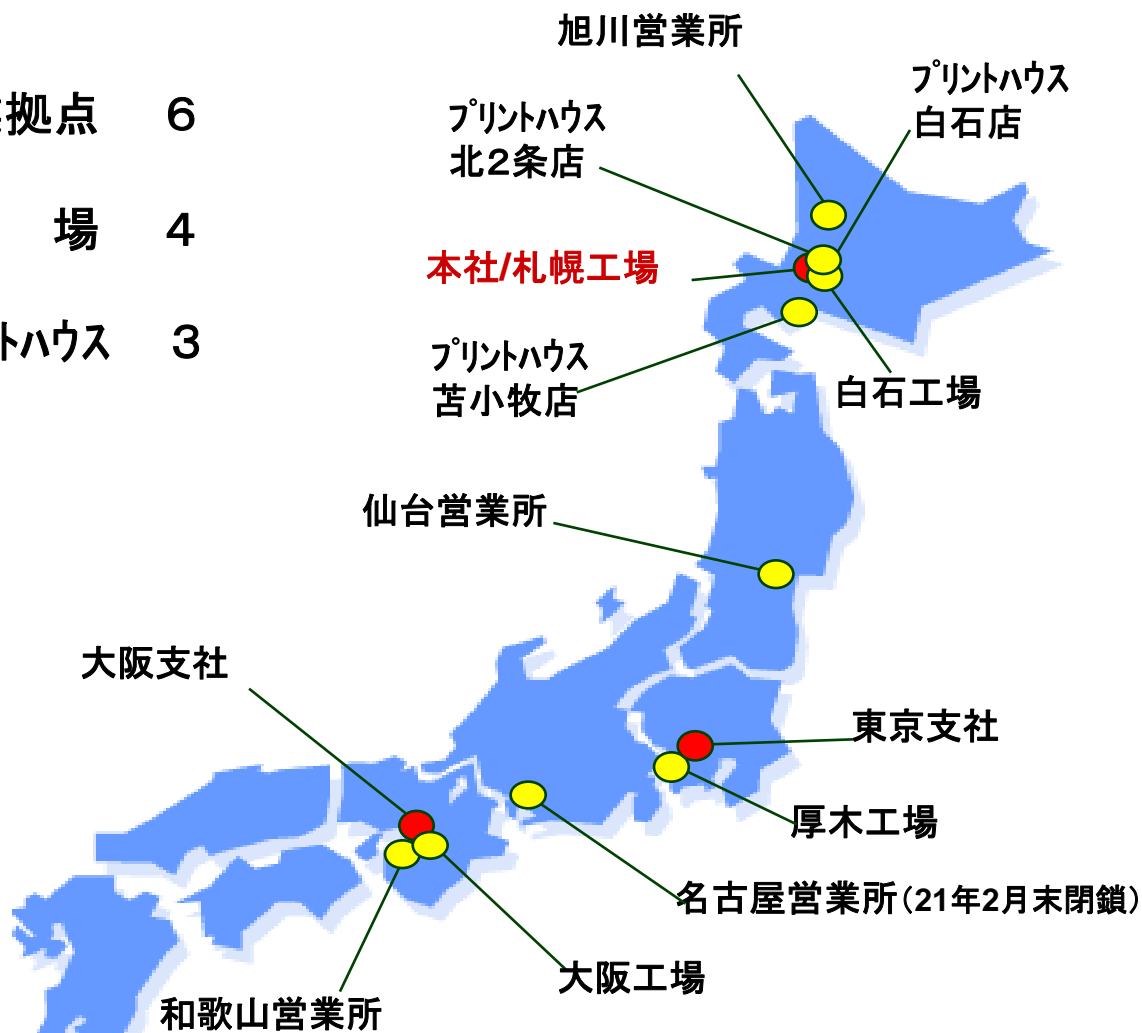 旭川営業所
プリントハウス
白石店
プリントハウス
北２条店
拠点　６
場　４
本社/札幌工場
トハウス　３
プリントハウス
苫小牧店
白石工場
仙台営業所
大阪支社
東京支社
厚木工場
名古屋営業所（21年2月末閉鎖）
大阪工場
和歌山営業所